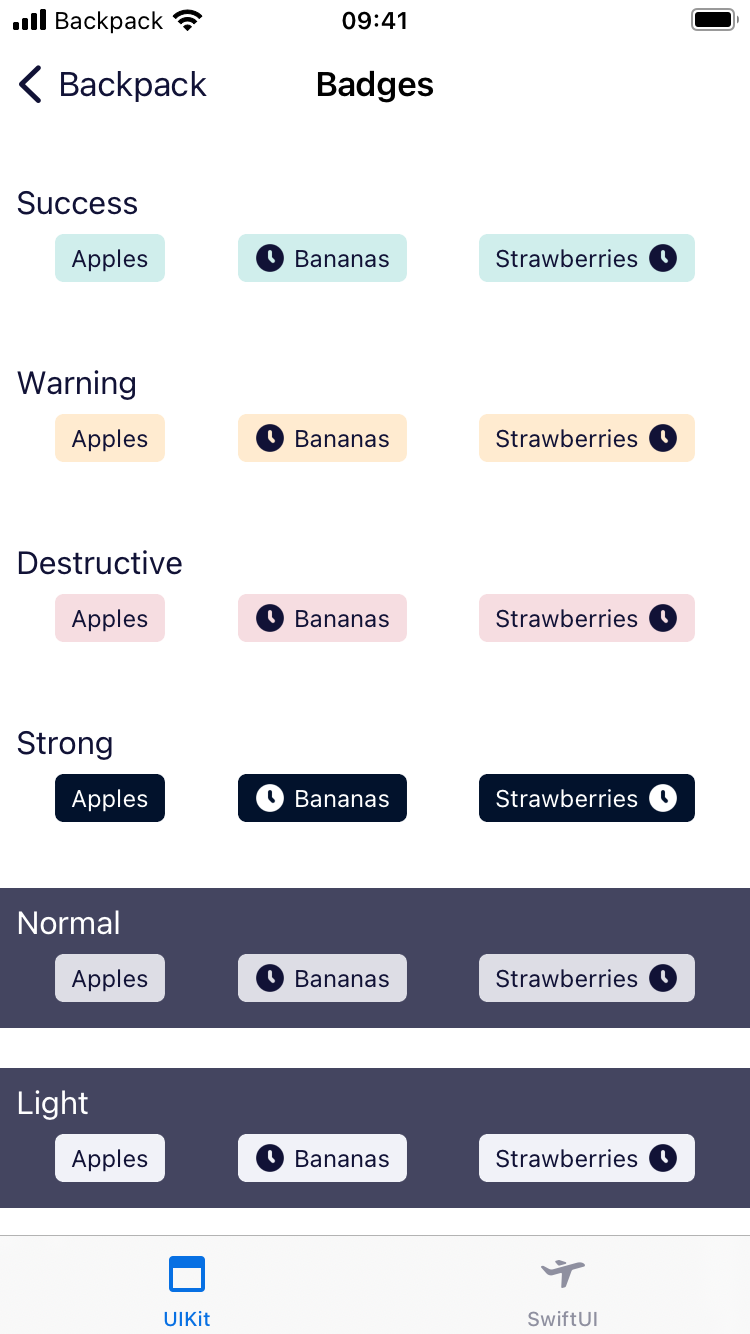 Backpack 09:41
Backpack Badges
Success
Apples Bananas Strawberries
Warning
Apples Bananas Strawberries
Destructive
Apples Bananas Strawberries
Strong
Apples Bananas Strawberries
Normal
Apples Bananas Strawberries
Light
Apples Bananas Strawberries
UIKit SwiftUI